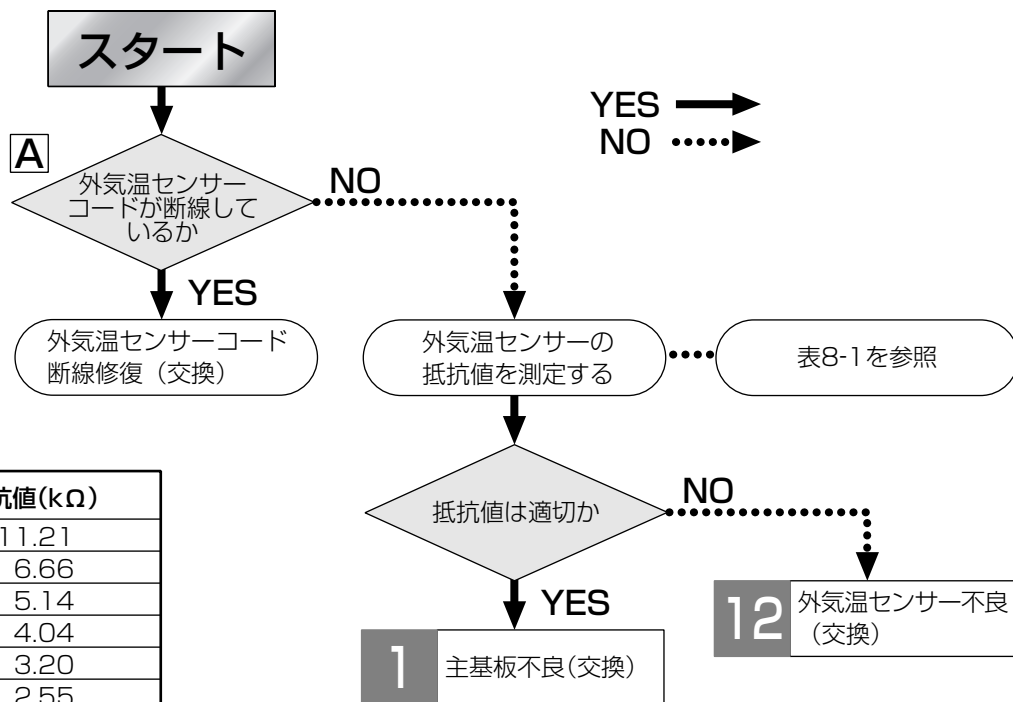 スタート
YES
NO
A
外気温センサー
コードが断線して
いるか
NO
YES
外気温センサーコード
断線修復（交換）
外気温センサーの
抵抗値を測定する
表8-1を参照
抵抗値は適切か
NO
YES
12
外気温センサー不良
（交換）
1
主基板不良(交換)
抗値(kΩ)
11.21
6.66
5.14
4.04
3.20
2.55